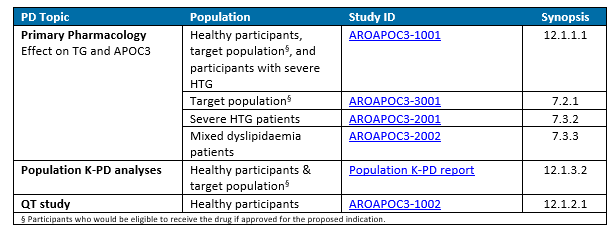 PD Topic Population Study ID Synopsis
Primary Pharmacology Healthy participants, AROAPOC3-1001 12.1.1.1
Effect on TG and APOC3 target population§, and
participants with severe
HTG
Target population§ AROAPOC3-3001 7.2.1
Severe HTG patients AROAPOC3-2001 7.3.2
Mixed dyslipidaemia AROAPOC3-2002 7.3.3
patients
Population K-PD analyses Healthy participants & Population K-PD report 12.1.3.2
target population§
QT study Healthy participants AROAPOC3-1002 12.1.2.1
§ Participants who would be eligible to receive the drug if approved for the proposed indication.